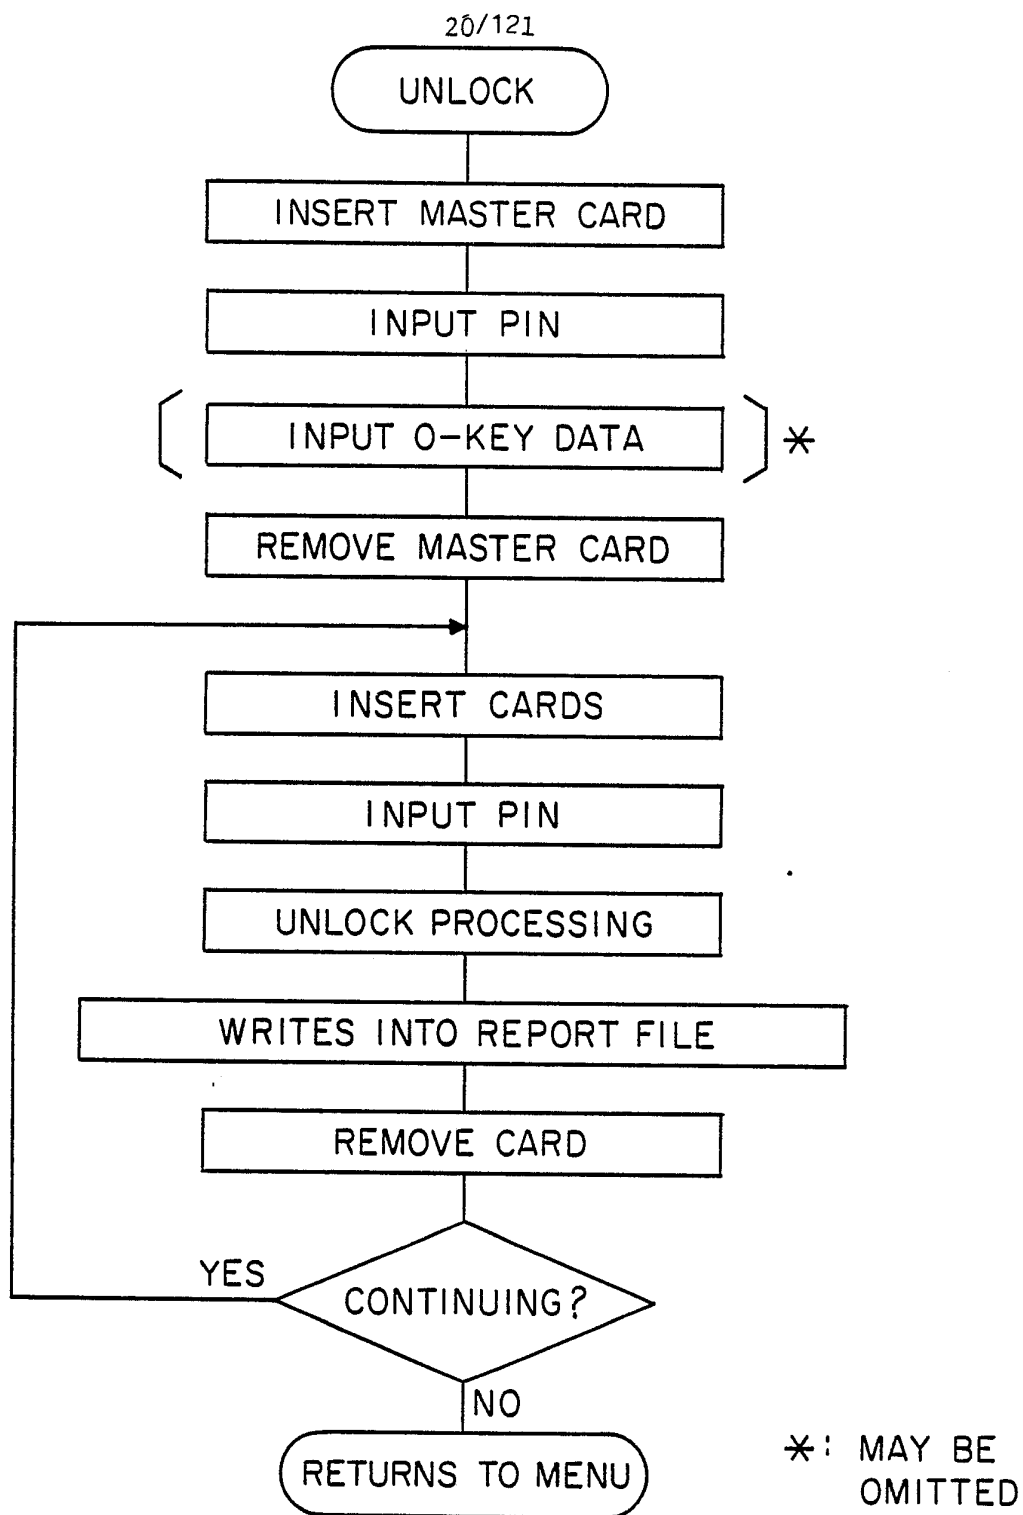 20/121
UNLOCK
INSERT MASTER CARD
INPUT PIN
INPUT O-KEY DATA
*
REMOVE MASTER CARD
INSERT CARDS
INPUT PIN
UNLOCK PROCESSING
WRITES INTO REPORT FILE
REMOVE CARD
YES
CONTINUING?
NO
RETURNS TO MENU
*: MAY BE
OMITTED